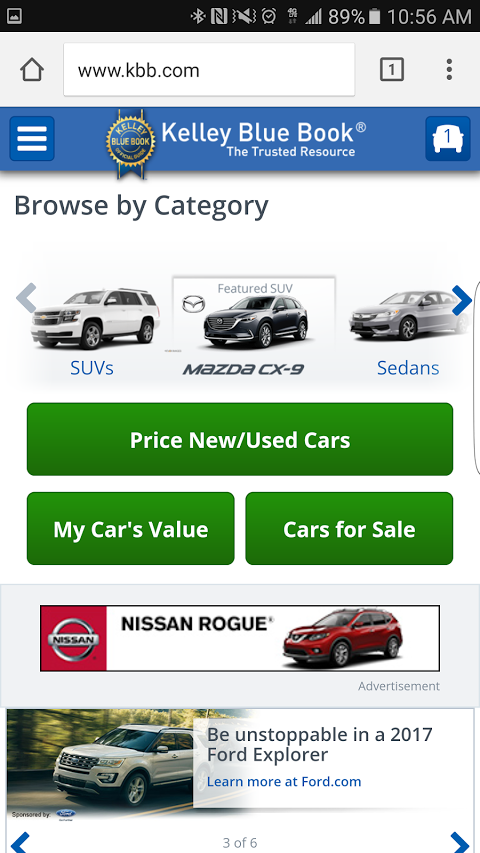 89% 10:56 AM
www.kbb.com
1
KELLEY
BLUE BOOK
OFFICIAL GUIDE
Kelley Blue Book®
The Trusted Resource
1
Browse by Category
Featured SUV
SUVs
MAZDA CX-9
Sedans
Price New/Used Cars
My Car's Value
Cars for Sale
NISSAN
NISSAN ROGUE®
Advertisement
Be unstoppable in a 2017
Ford Explorer
Learn more at Ford.com
Sponsored by:
Ford
3 of 6